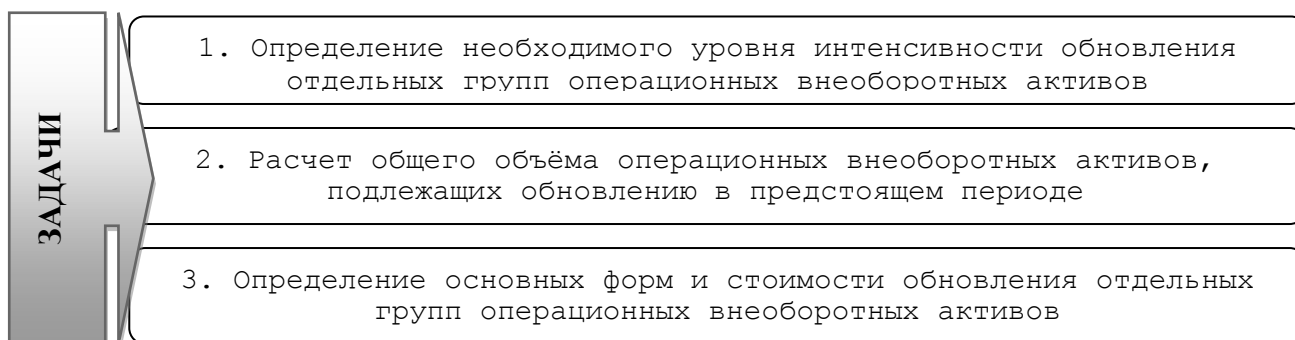 ЗАДАЧИ
1. Определение необходимого уровня интенсивности обновления
отдельных групп операционных внеоборотных активов
2. Расчет общего объёма операционных внеоборотных активов,
подлежащих обновлению в предстоящем периоде
3. Определение основных форм и стоимости обновления отдельных
групп операционных внеоборотных активов